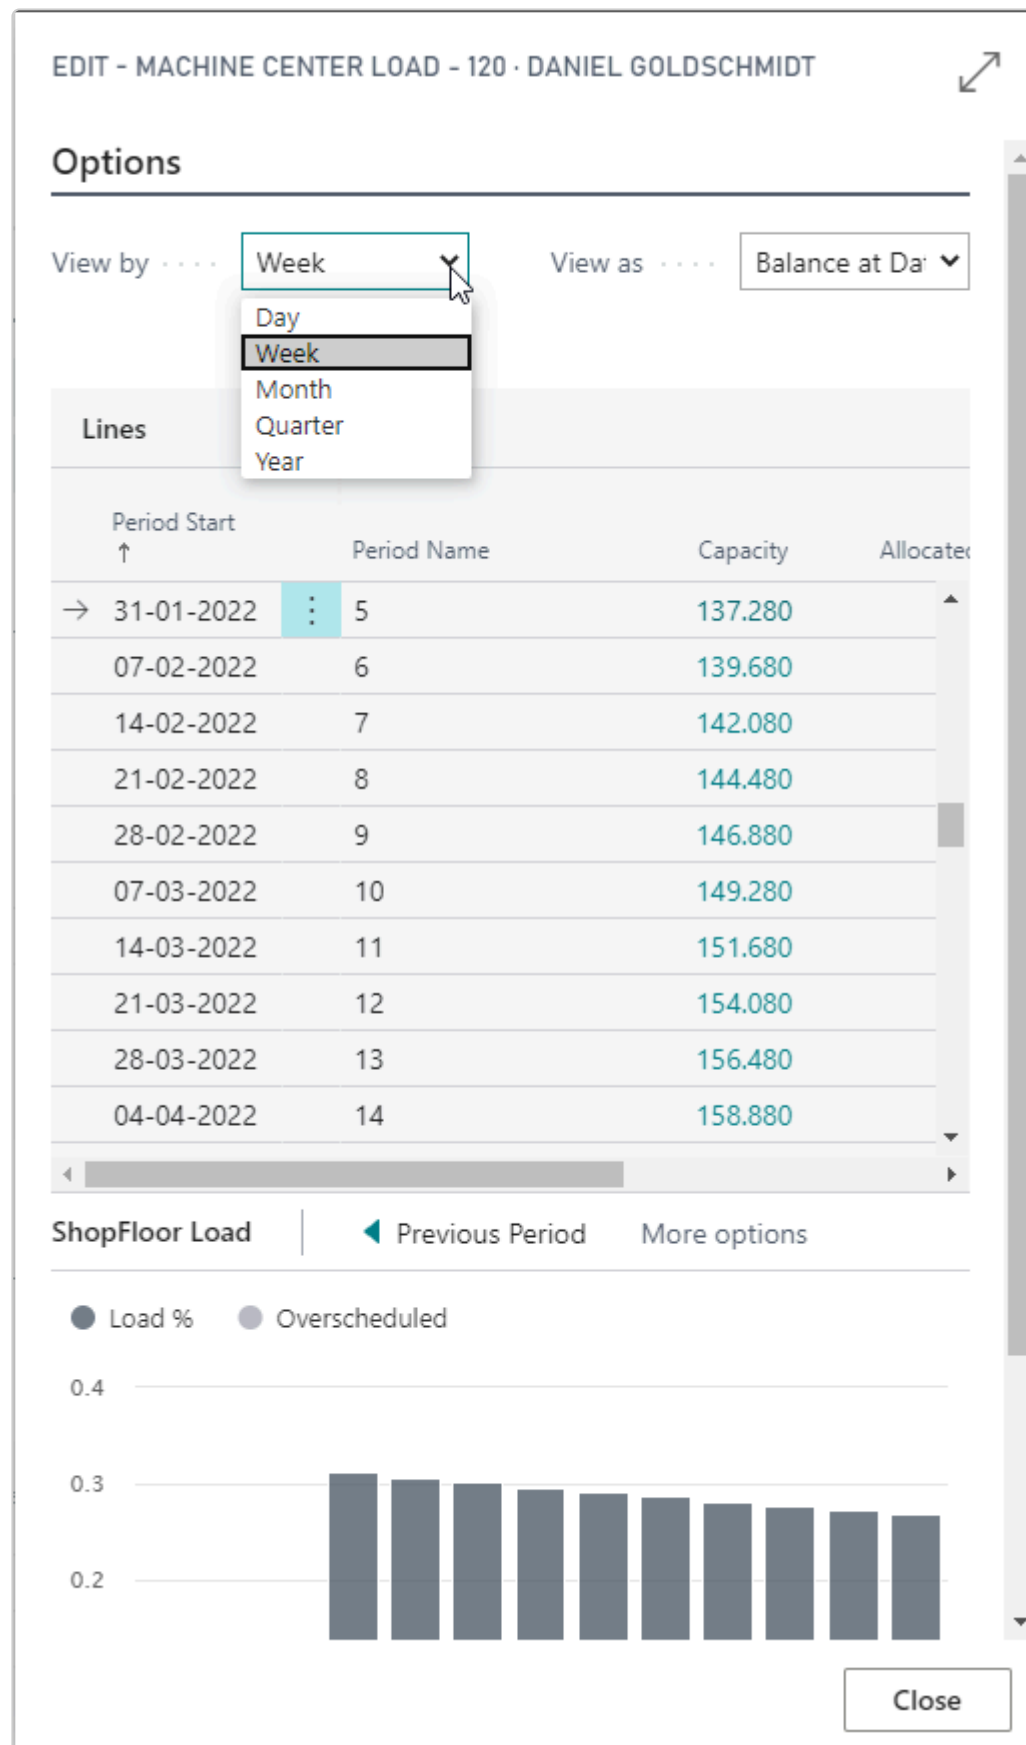 EDIT - MACHINE CENTER LOAD - 120 · DANIEL GOLDSCHMIDT
Options
View by Week View as Balance at Da
Day
Week
Month
Quarter
Year
Lines
Period Start ↑ Period Name Capacity Allocated
→ 31-01-2022 5 137.280
07-02-2022 6 139.680
14-02-2022 7 142.080
21-02-2022 8 144.480
28-02-2022 9 146.880
07-03-2022 10 149.280
14-03-2022 11 151.680
21-03-2022 12 154.080
28-03-2022 13 156.480
04-04-2022 14 158.880
ShopFloor Load Previous Period More options
Load % Overscheduled
0.4
0.3
0.2
Close